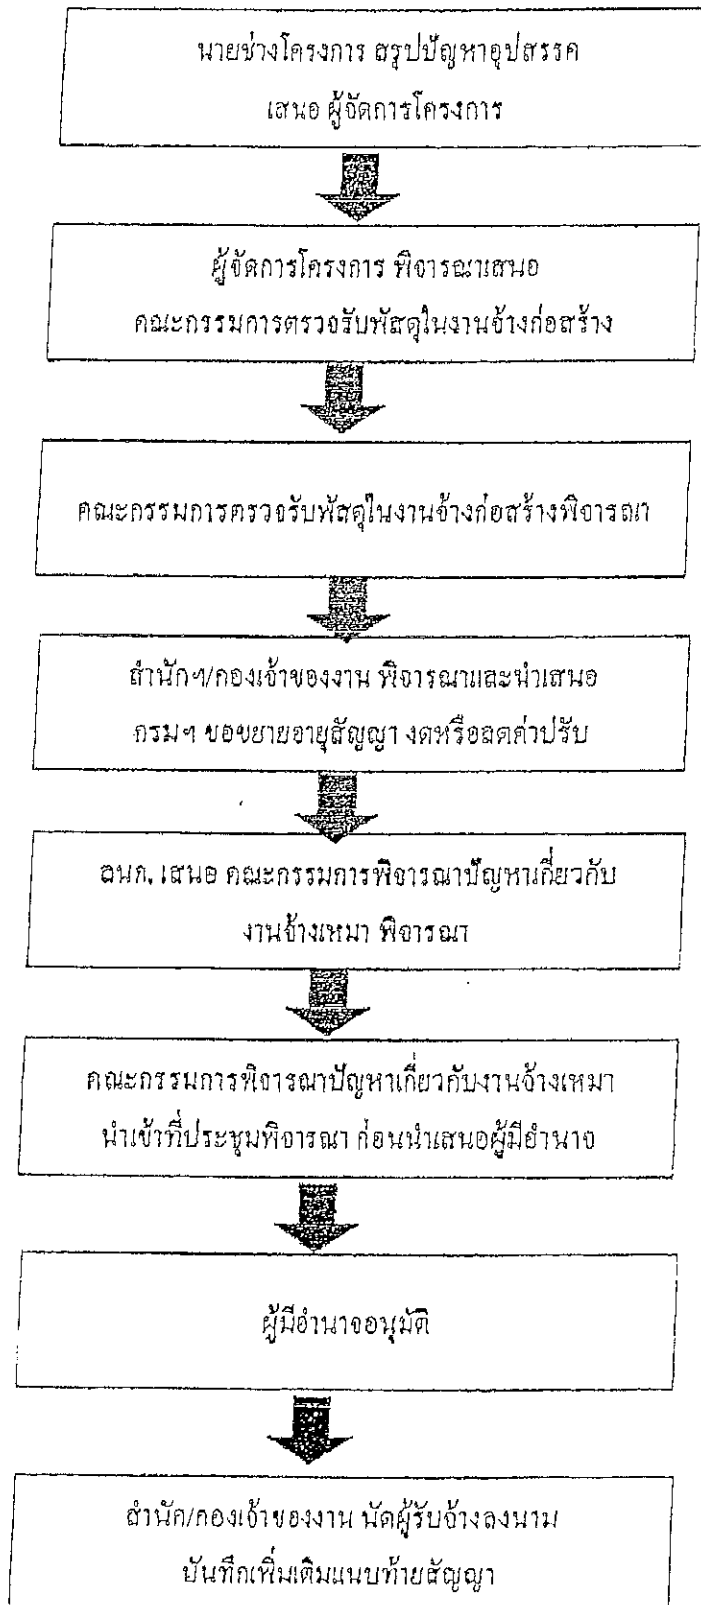 นายช่างโครงการ สรุปปัญหาอุปสรรค
เสนอ ผู้จัดการโครงการ
ผู้จัดการโครงการ พิจารณาเสนอ
คณะกรรมการตรวจรับพัสดุในงานจ้างก่อสร้าง
คณะกรรมการตรวจรับพัสดุในงานจ้างก่อสร้างพิจารณา
สำนักฯ/กองเจ้าของงาน พิจารณาและนำเสนอ
กรมฯ ขอขยายอายุสัญญา งดหรือลดค่าปรับ
ลนก. เสนอ คณะกรรมการพิจารณาปัญหาเกี่ยวกับ
งานจ้างเหมา พิจารณา
คณะกรรมการพิจารณาปัญหาเกี่ยวกับงานจ้างเหมา
นำเข้าที่ประชุมพิจารณา ก่อนนำเสนอผู้มีอำนาจ
ผู้มีอำนาจอนุมัติ
สำนัก/กองเจ้าของงาน นัดผู้รับจ้างลงนาม
บันทึกเพิ่มเติมแนบท้ายสัญญา